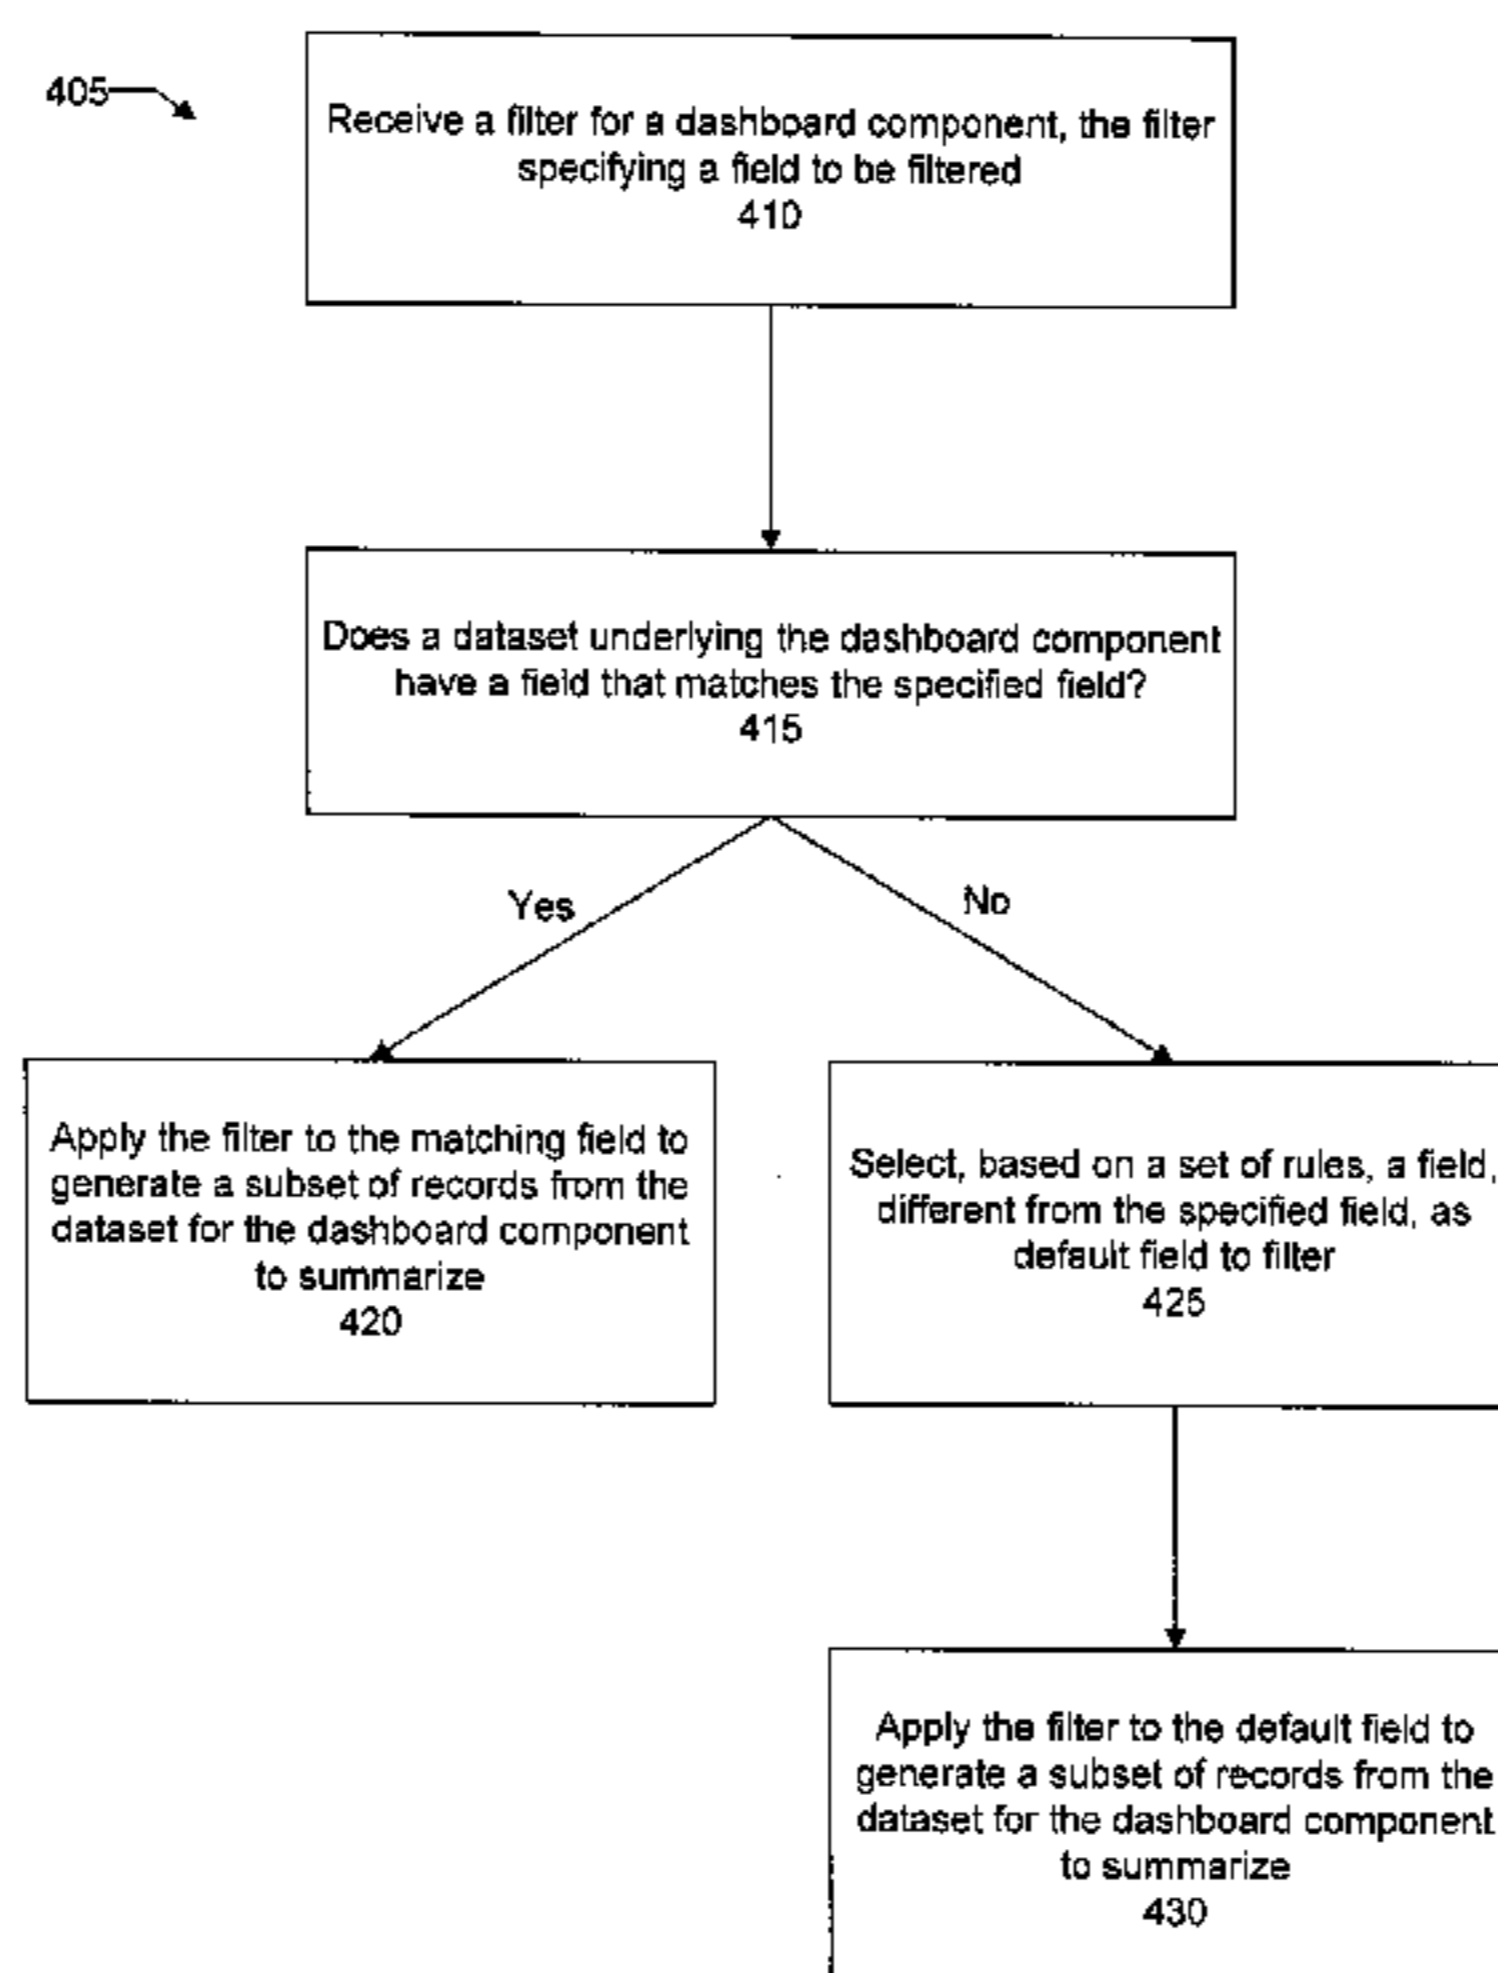 405
Receive a filter for a dashboard component, the filter
specifying a field to be filtered
410
Does a dataset underlying the dashboard component
have a field that matches the specified field?
415
Yes
No
Apply the filter to the matching field to
generate a subset of records from the
dataset for the dashboard component
to summarize
420
Select, based on a set of rules, a field,
different from the specified field, as
default field to filter
425
Apply the filter to the default field to
generate a subset of records from the
dataset for the dashboard component
to summarize
430